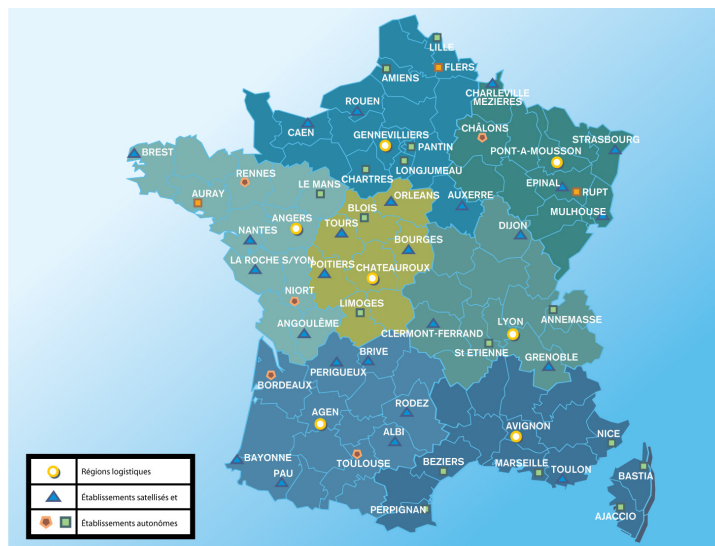 LILLE
FLERS
AMIENS
CHARLEVILLE
MEZIERES
ROUEN
CAEN
CHÂLONS
GENNEVILLIERS
PANTIN
STRASBOURG
PONT-A-MOUSSON
BREST
LONGJUMEAU
RENNES
CHARTRES
LE MANS
EPINAL
RUPT
AURAY
ORLEANS
AUXERRE
BLOIS
MULHOUSE
ANGERS
TOURS
DIJON
NANTES
BOURGES
LA ROCHE S/YON
POITIERS
CHATEAUROUX
NIORT
LIMOGES
ANNEMASSE
ANGOULÊME
CLERMONT-FERRAND
LYON
St ETIENNE
BRIVE
GRENOBLE
PERIGUEUX
BORDEAUX
RODEZ
AGEN
AVIGNON
ALBI
NICE
BAYONNE
TOULOUSE
BEZIERS
MARSEILLE
TOULON
BASTIA
PAU
PERPIGNAN
AJACCIO
Régions logistiques
Établissements satellisés et
Établissements autonômes